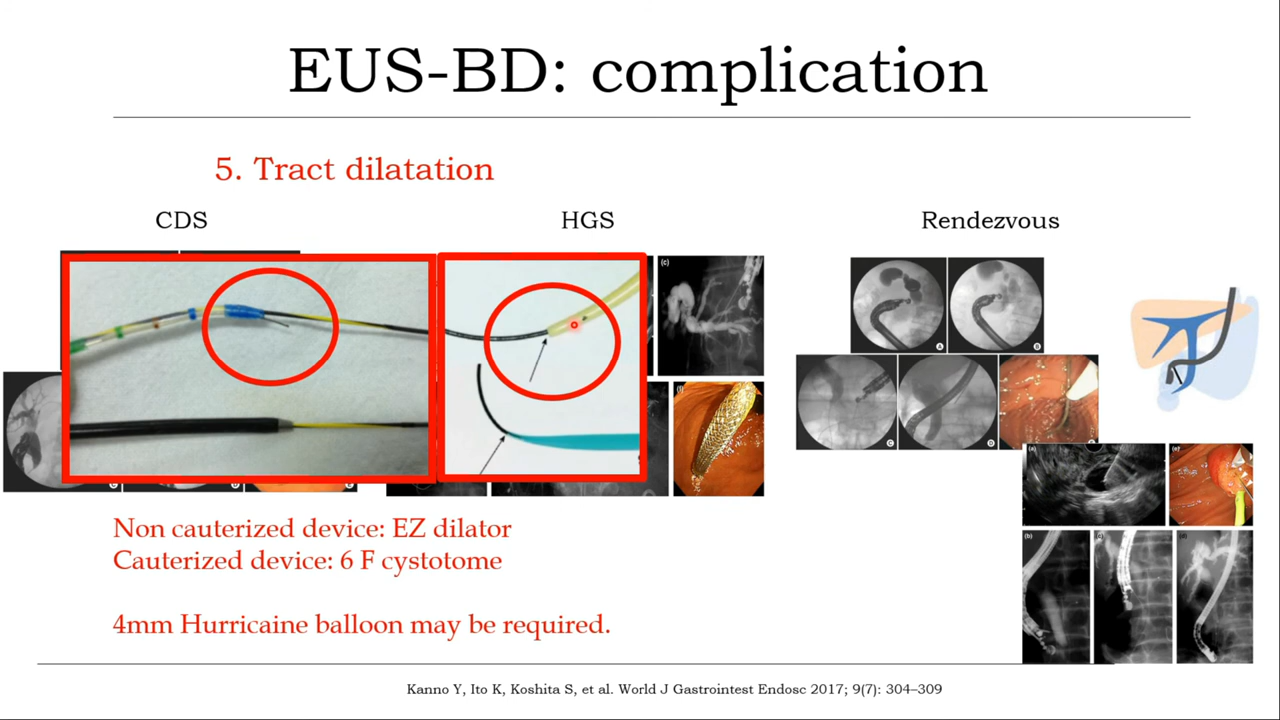 EUS-BD: complication
5. Tract dilatation
CDS
HGS
Rendezvous
(c)
(f)
A
B
C
D
(a)
(e)
(b)
(c)
(d)
Non cauterized device: EZ dilator
Cauterized device: 6 F cystotome
4mm Hurricaine balloon may be required.
Kanno Y, Ito K, Koshita S, et al. World J Gastrointest Endosc 2017; 9(7): 304–309